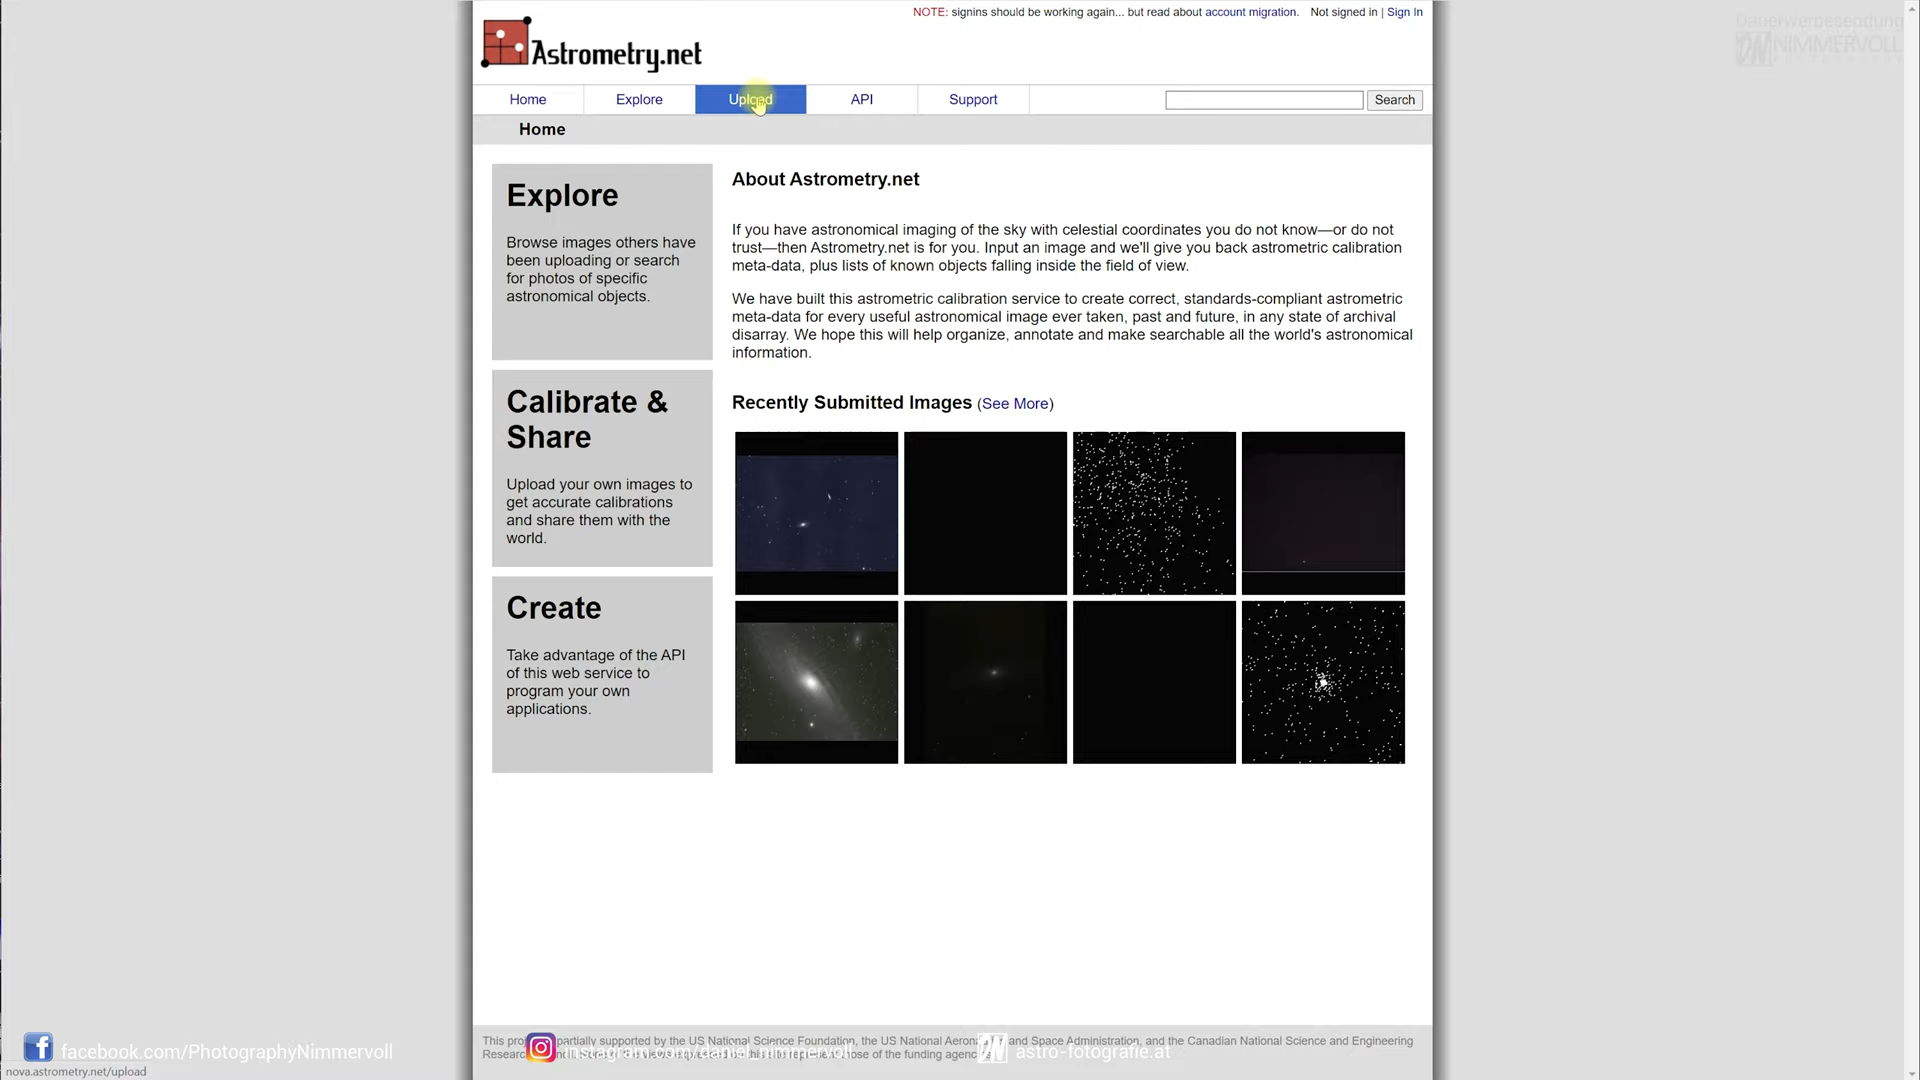 NOTE: signins should be working again... but read about account migration. Not signed in | Sign In
Dauerwerbesendung
DN NIMMERVOLL
Astrometry.net
Home
Explore
Upload
API
Support
Search
Home
Explore
Browse images others have
been uploading or search
for photos of specific
astronomical objects.
Calibrate &
Share
Upload your own images to
get accurate calibrations
and share them with the
world.
Create
Take advantage of the API
of this web service to
program your own
applications.
About Astrometry.net
If you have astronomical imaging of the sky with celestial coordinates you do not know—or do not
trust—then Astrometry.net is for you. Input an image and we'll give you back astrometric calibration
meta-data, plus lists of known objects falling inside the field of view.
We have built this astrometric calibration service to create correct, standards-compliant astrometric
meta-data for every useful astronomical image ever taken, past and future, in any state of archival
disarray. We hope this will help organize, annotate and make searchable all the world's astronomical
information.
Recently Submitted Images (See More)
This partially supported by the US National Science Foundation, the US National and Space Administration, and the Canadian National Science and Engineering
those of the funding
facebook.com/PhotographyNimmervoll
astro-fotografie.at
nova.astrometry.net/upload